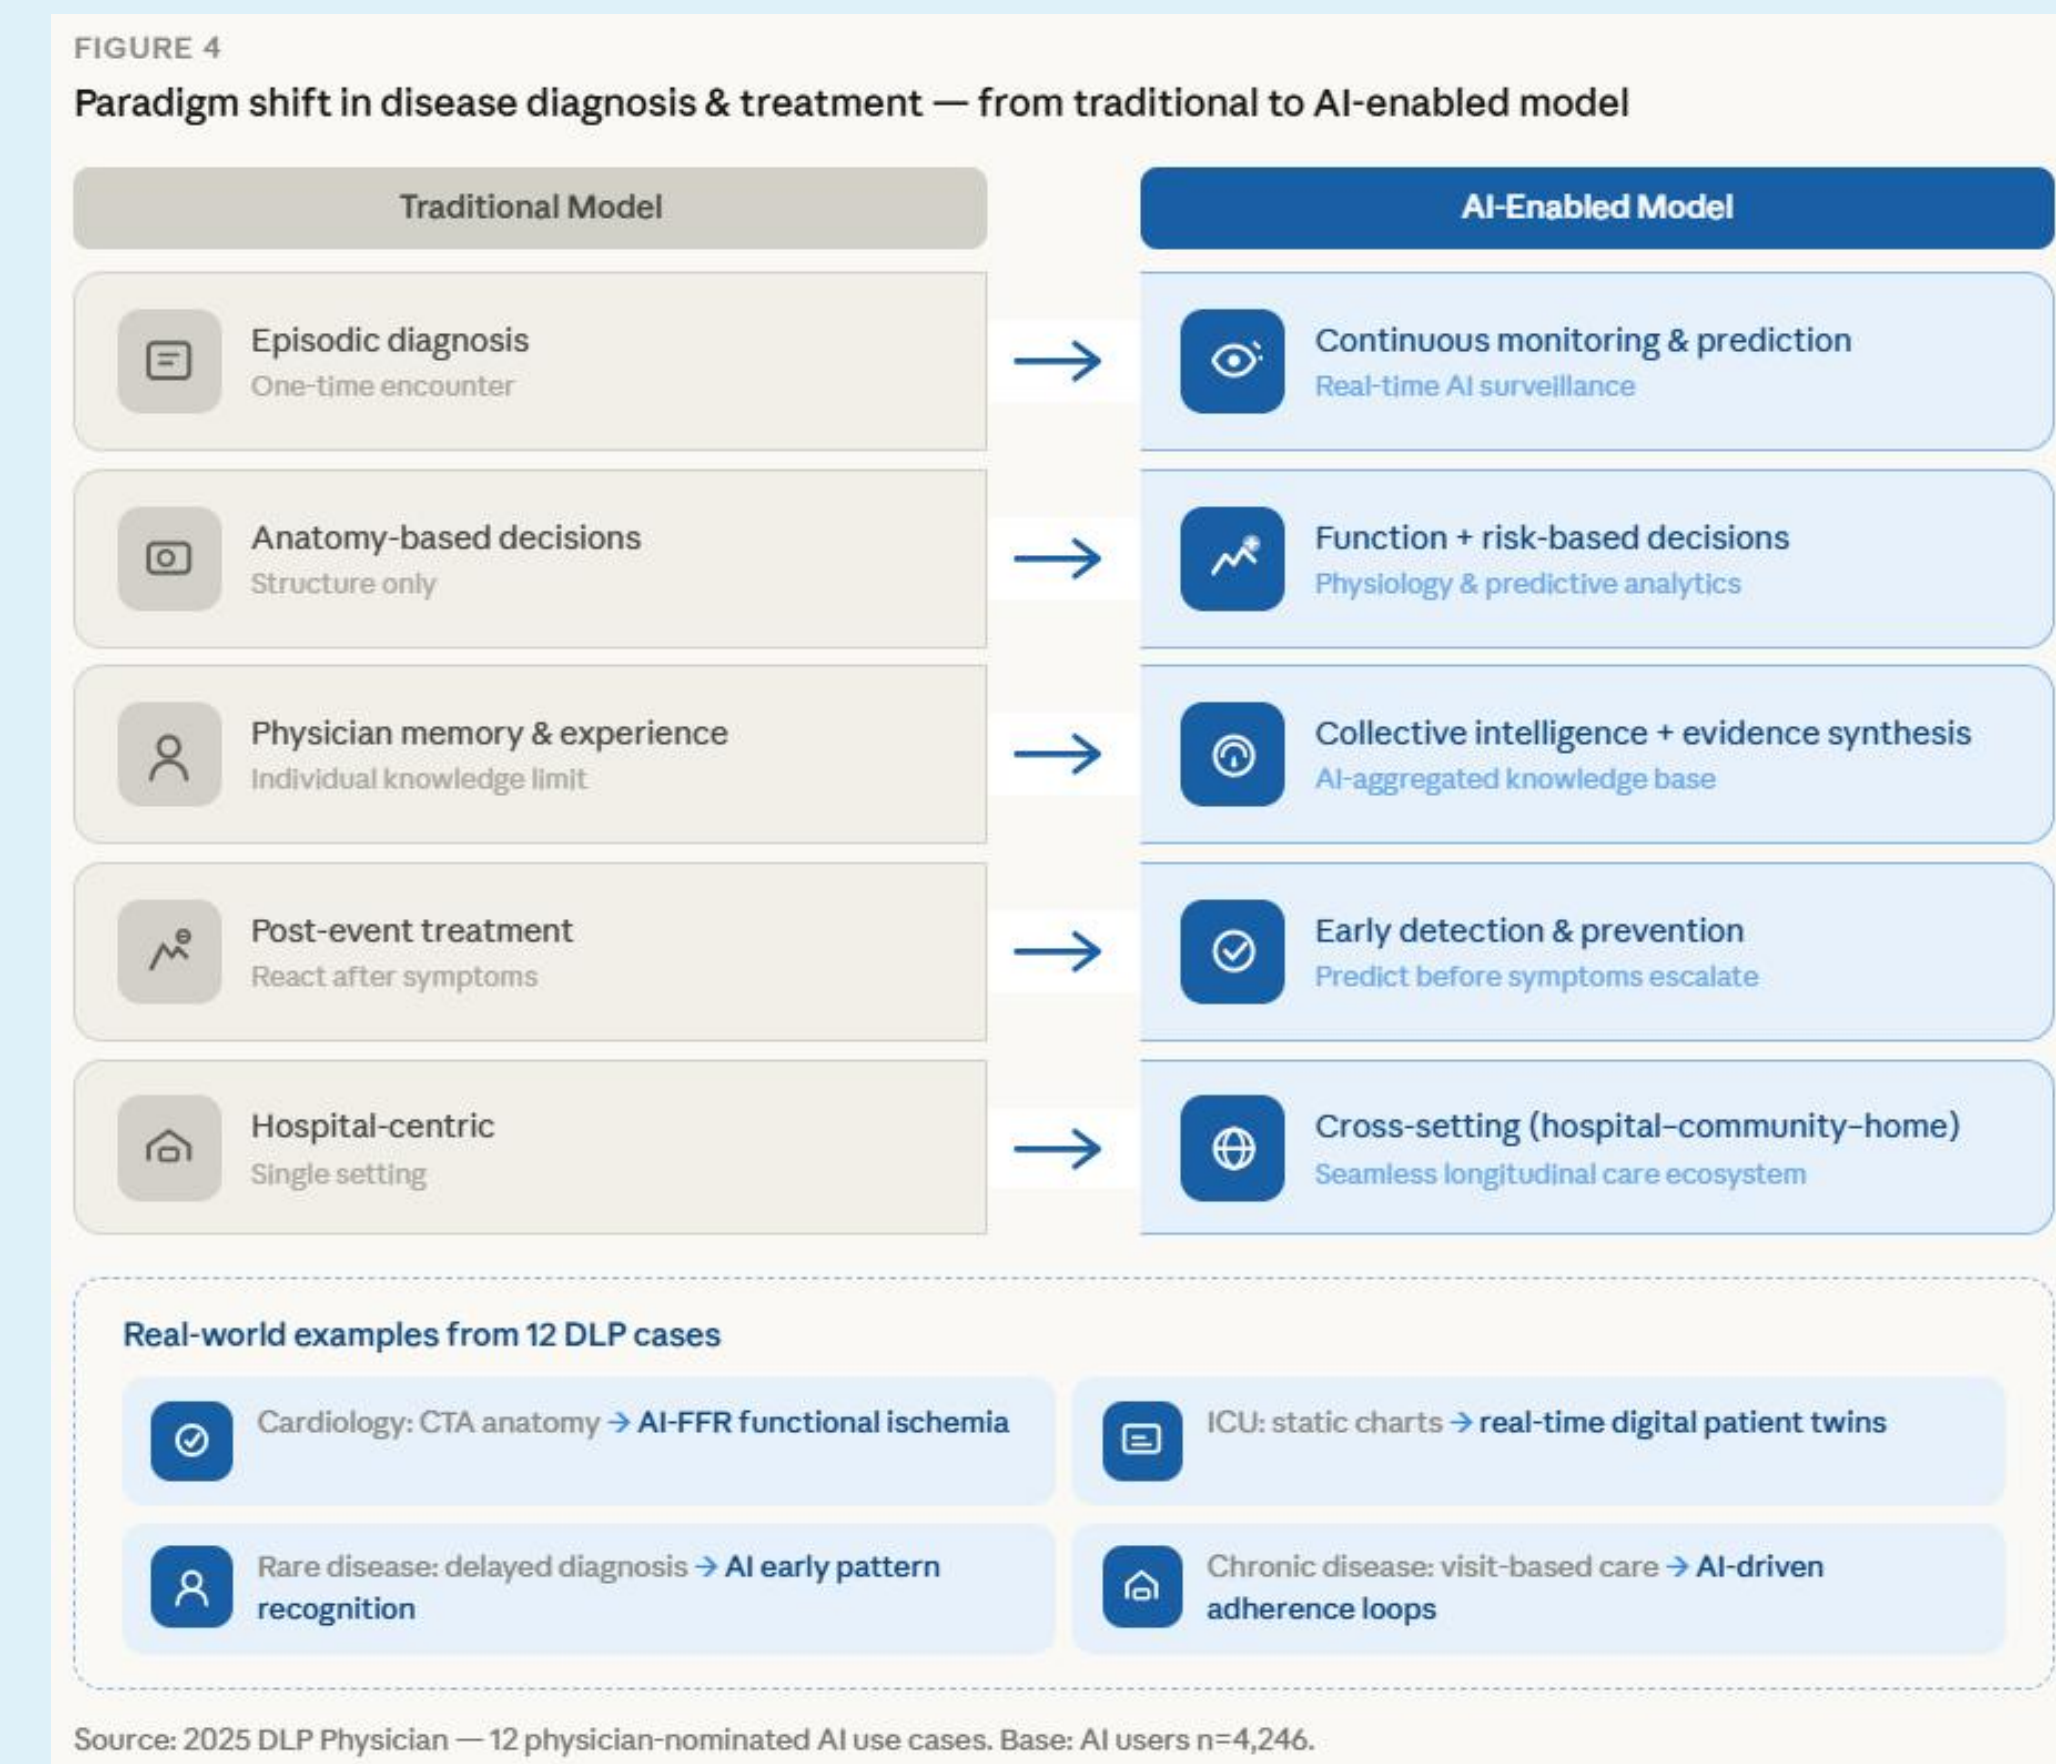 FIGURE 4
Paradigm shift in disease diagnosis & treatment — from traditional to AI-enabled model
Traditional Model
AI-Enabled Model
Episodic diagnosis
One-time encounter
Continuous monitoring & prediction
Real-time AI surveillance
Anatomy-based decisions
Structure only
Function + risk-based decisions
Physiology & predictive analytics
Physician memory & experience
Individual knowledge limit
Collective intelligence + evidence synthesis
AI-aggregated knowledge base
Post-event treatment
React after symptoms
Early detection & prevention
Predict before symptoms escalate
Hospital-centric
Single setting
Cross-setting (hospital–community–home)
Seamless longitudinal care ecosystem
Real-world examples from 12 DLP cases
Cardiology: CTA anatomy → AI-FFR functional ischemia
ICU: static charts → real-time digital patient twins
Rare disease: delayed diagnosis → AI early pattern
recognition
Chronic disease: visit-based care → AI-driven
adherence loops
Source: 2025 DLP Physician — 12 physician-nominated AI use cases. Base: AI users n=4,246.